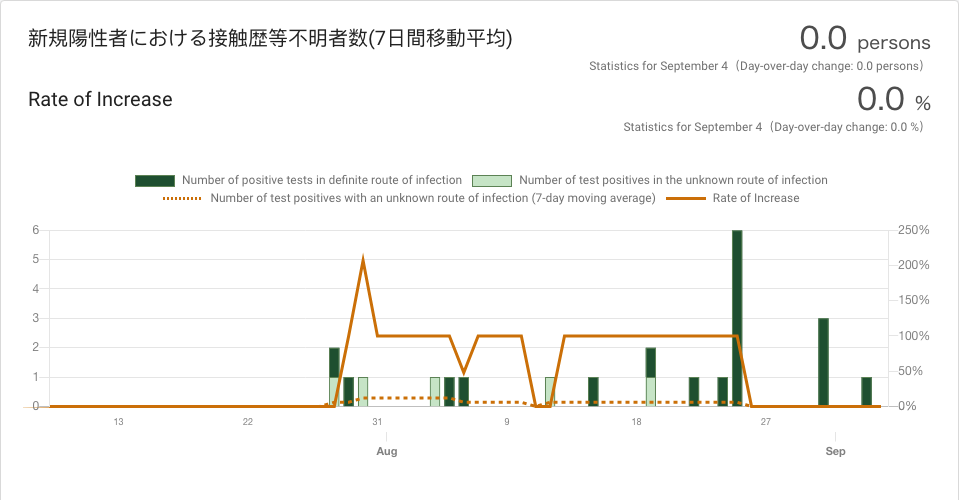 新規陽性者における接触歴等不明者数(7日間移動平均)
0.0 persons
Statistics for September 4（Day-over-day change: 0.0 persons）
Rate of Increase
0.0 %
Statistics for September 4（Day-over-day change: 0.0 %）
Number of positive tests in definite route of infection
Number of test positives in the unknown route of infection
Number of test positives with an unknown route of infection (7-day moving average)
Rate of Increase
6 250%
5 200%
4 150%
3 100%
2 50%
1 0%
0
13 22 31 9 18 27
Aug Sep